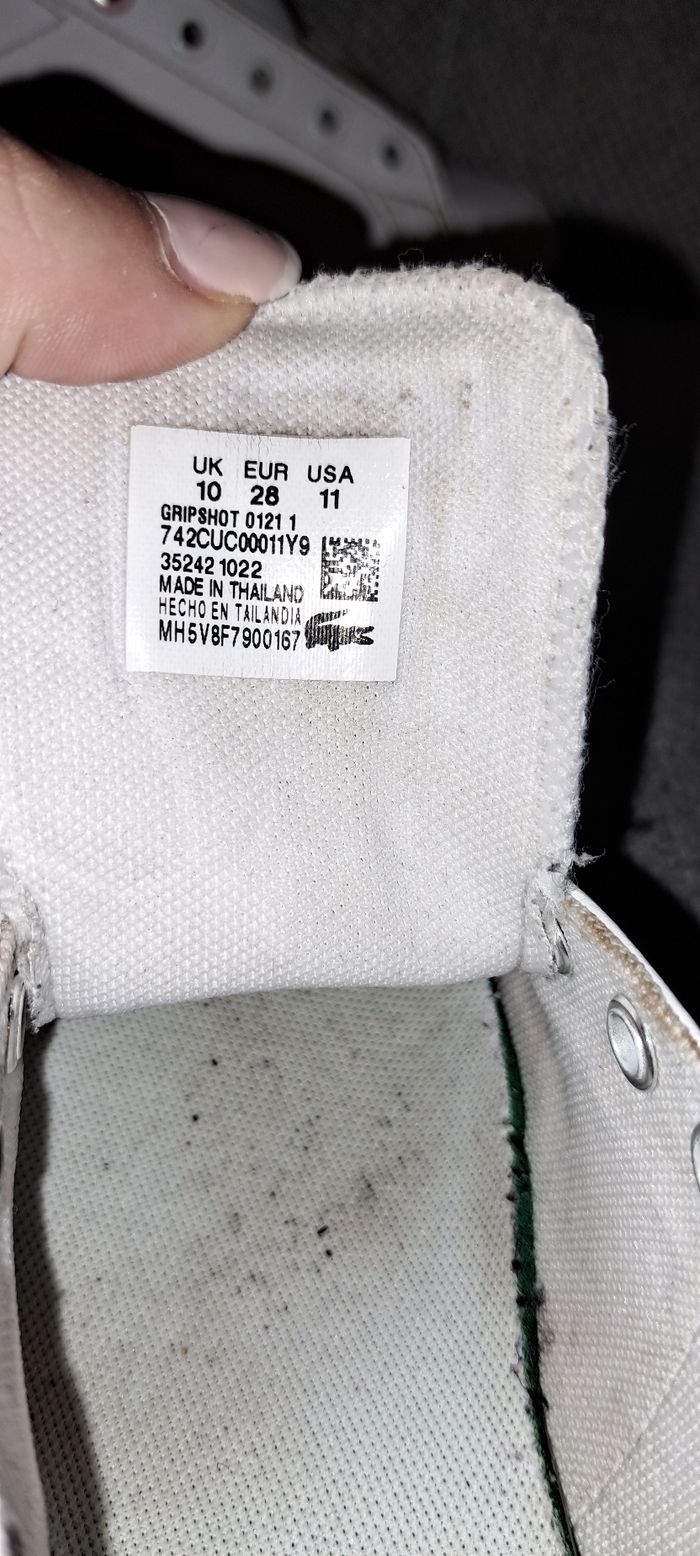 UK EUR USA
10 28 11
GRIPSHOT 0121 1
742CUC00011Y9
35242 1022
MADE IN THAILAND
HECHO EN TAILANDIA
MH5V8F7900167